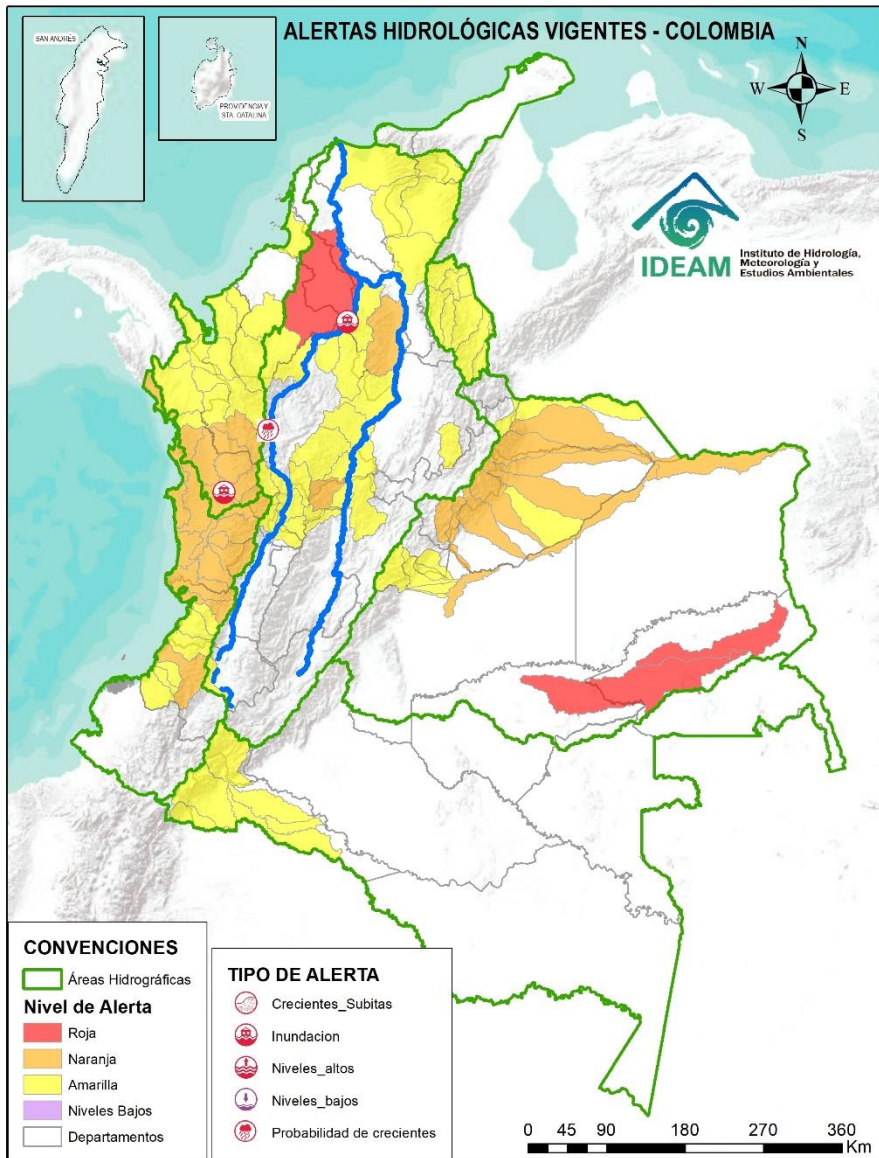 ALERTAS HIDROLÓGICAS VIGENTES - COLOMBIA
SAN ANDRÉS
PROVIDENCIA Y
STA. CATALINA
N
W
E
S
IDEAM
Instituto de Hidrología,
Meteorología y
Estudios Ambientales
CONVENCIONES
Áreas Hidrográficas
Nivel de Alerta
Roja
Naranja
Amarilla
Niveles Bajos
Departamentos
TIPO DE ALERTA
Crecientes_Subitas
Inundacion
Niveles_altos
Niveles_bajos
Probabilidad de crecientes
0 45 90 180 270 360
Km